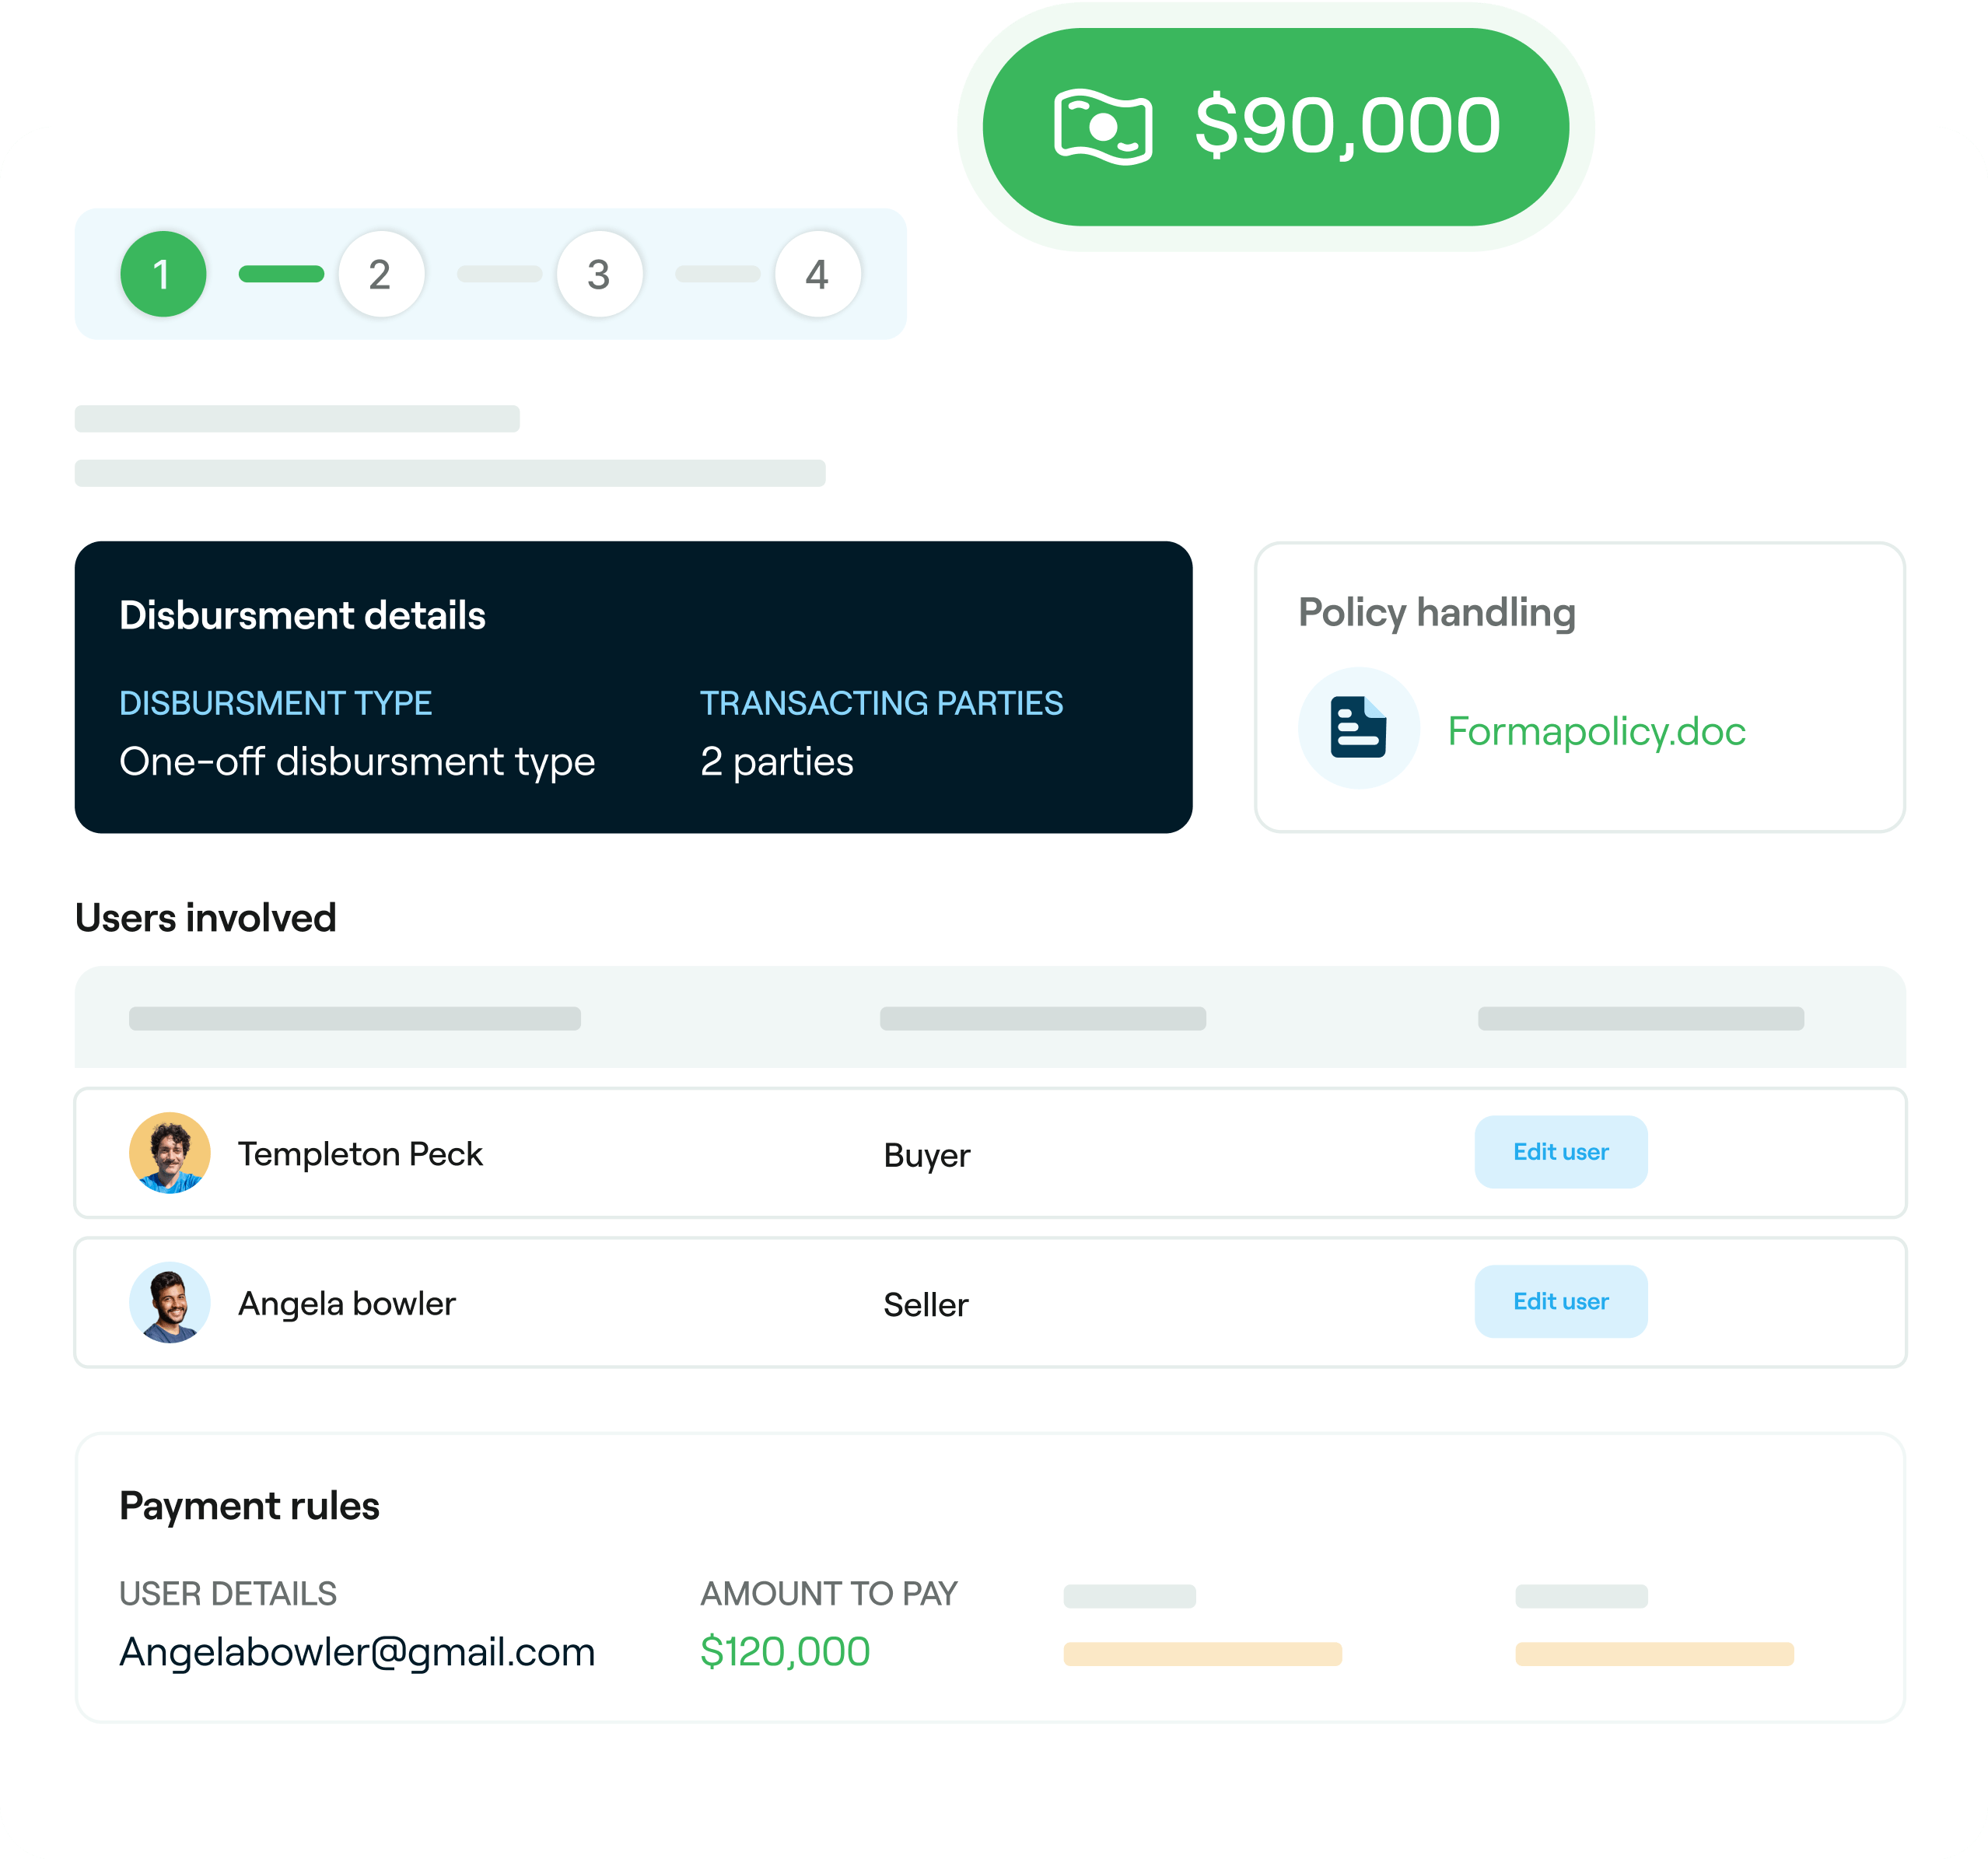 $90,000
1 2 3 4
Disbursment details
DISBURSMENT TYPE
One-off disbursment type
TRANSACTING PARTIES
2 parties
Policy handling
Formapolicy.doc
Users involved
Templeton Peck
Buyer
Edit user
Angela bowler
Seller
Edit user
Payment rules
USER DETAILS
Angelabowler@gmail.com
AMOUNT TO PAY
$120,000